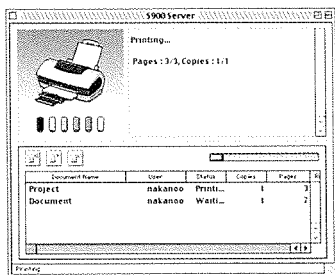 S900 Server
Printing...
Pages : 3/3, Copies : 1/1
Document Name User Status Copies Pages
Project nakanoo Printi... 1 3
Document nakanoo Waiti... 1 2
Printing